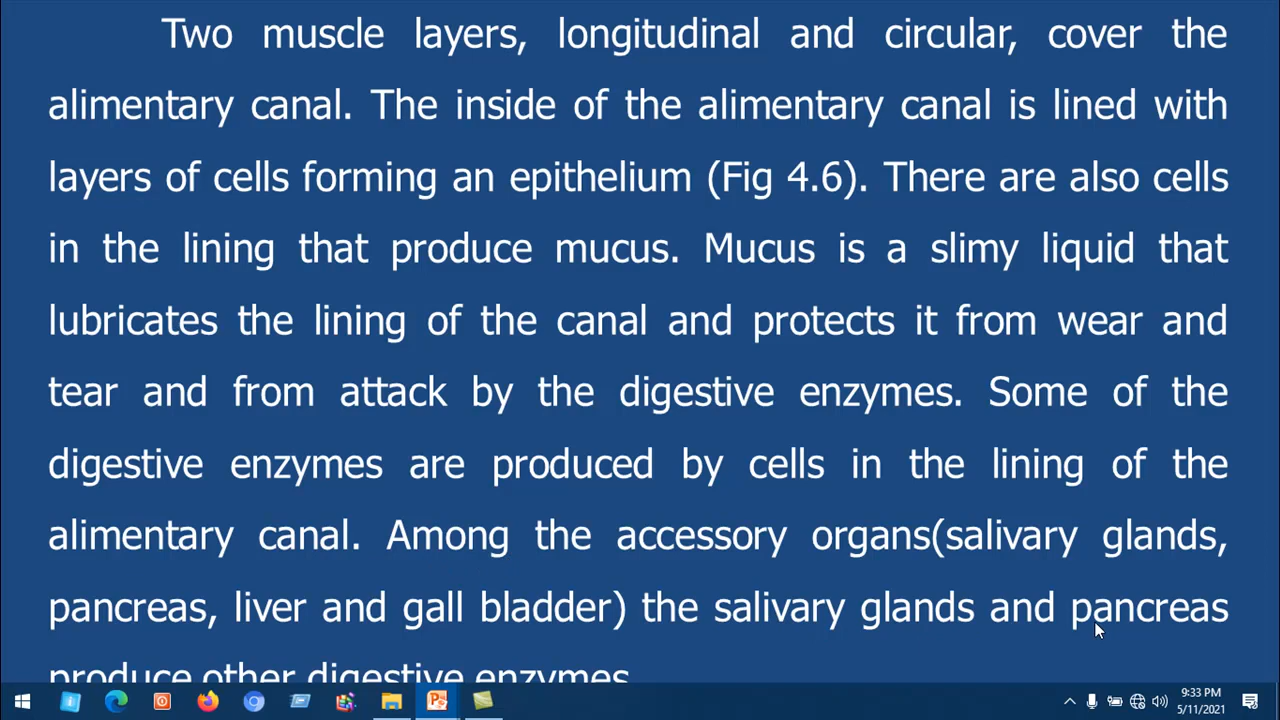 Two muscle layers, longitudinal and circular, cover the
alimentary canal. The inside of the alimentary canal is lined with
layers of cells forming an epithelium (Fig 4.6). There are also cells
in the lining that produce mucus. Mucus is a slimy liquid that
lubricates the lining of the canal and protects it from wear and
tear and from attack by the digestive enzymes. Some of the
digestive enzymes are produced by cells in the lining of the
alimentary canal. Among the accessory organs(salivary glands,
pancreas, liver and gall bladder) the salivary glands and pancreas
produce other digestive enzymes.
9:33 PM
5/11/2021